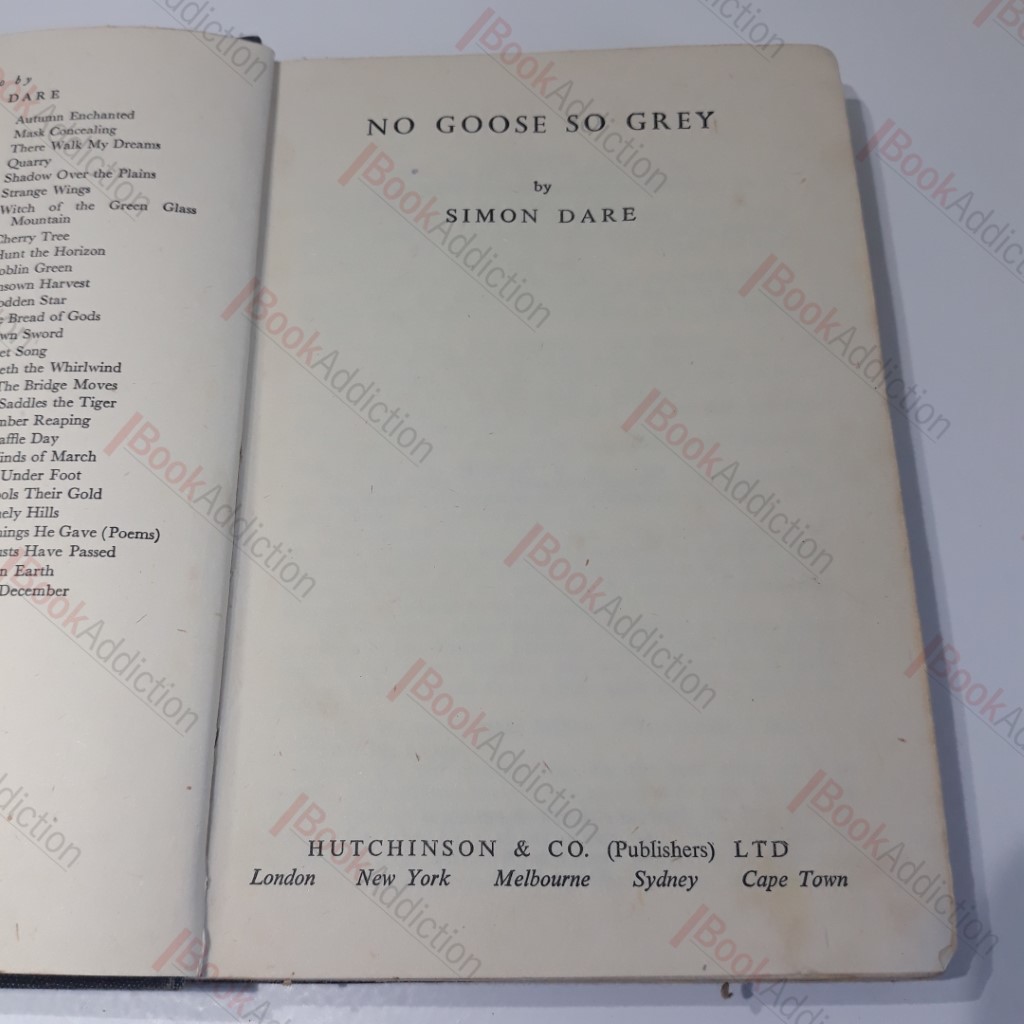 by
DARE
Autumn Enchanted
Mask Concealing
There Walk My Dreams
Quarry
Shadow Over the Plains
Strange Wings
Witch of the Green Glass
Mountain
Cherry Tree
Hunt the Horizon
oblin Green
nsown Harvest
odden Star
e Bread of Gods
wn Sword
et Song
eth the Whirlwind
The Bridge Moves
Saddles the Tiger
mber Reaping
affle Day
inds of March
Under Foot
ols Their Gold
ely Hills
hings He Gave (Poems)
usts Have Passed
n Earth
December
NO GOOSE SO GREY
by
SIMON DARE
HUTCHINSON & CO. (Publishers) LTD
London New York Melbourne Sydney Cape Town
BookAddiction